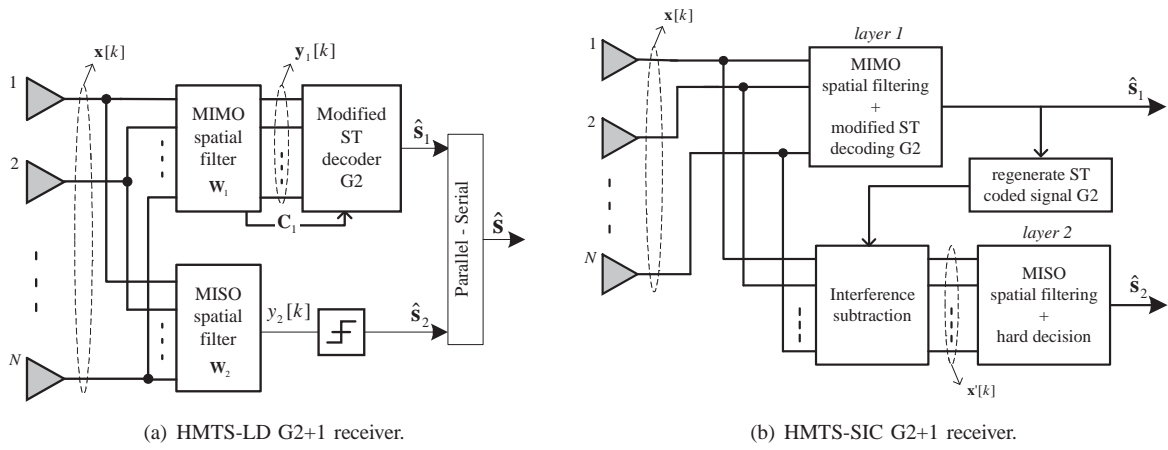 1
x[k]
y₁[k]
MIMO
spatial
filter
W₁
Modified
ST
decoder
G2
ŝ₁
2
C₁
Parallel - Serial
ŝ
MISO
spatial
filter
W₂
y₂[k]
ŝ₂
N
(a) HMTS-LD G2+1 receiver.
x[k]
layer 1
1
MIMO
spatial filtering
+
modified ST
decoding G2
ŝ₁
2
regenerate ST
coded signal G2
layer 2
N
Interference
subtraction
MISO
spatial filtering
+
hard decision
ŝ₂
x'[k]
(b) HMTS-SIC G2+1 receiver.